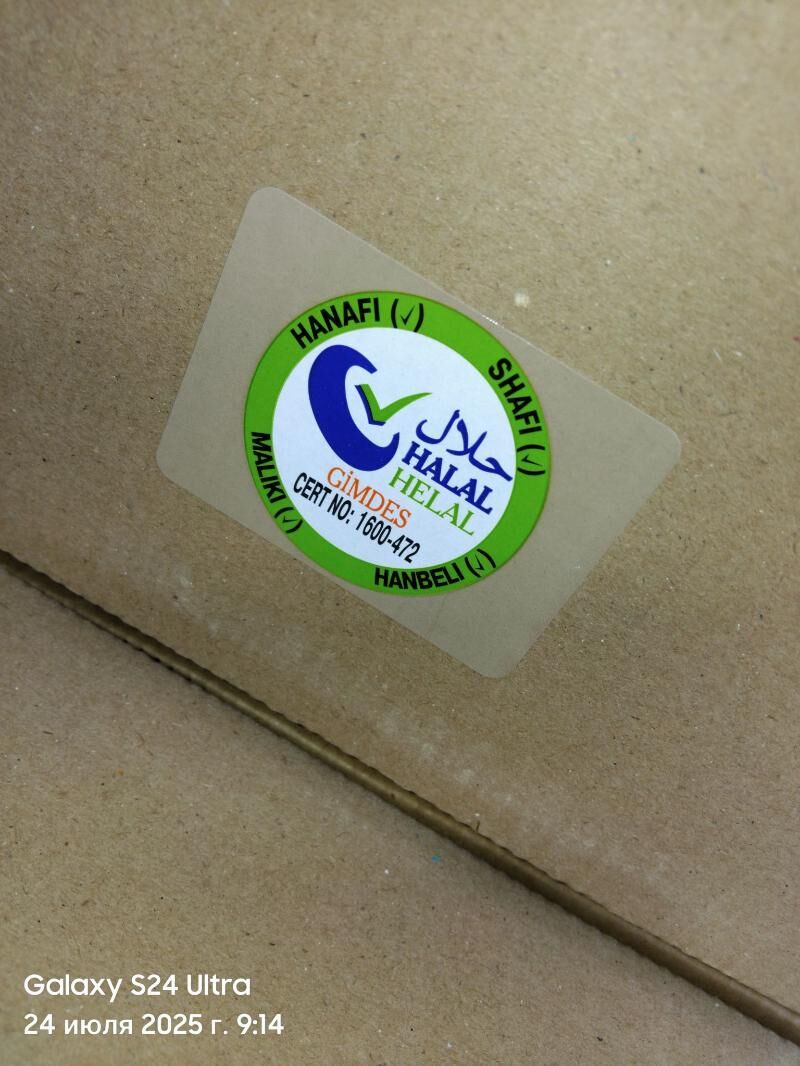 HANAFI (✓)
SHAFI (✓)
حلال
HALAL
HELAL
GİMDES
CERT NO: 1600-472
MALIKI (✓)
HANBELI (✓)
Galaxy S24 Ultra
24 июля 2025 г. 9:14